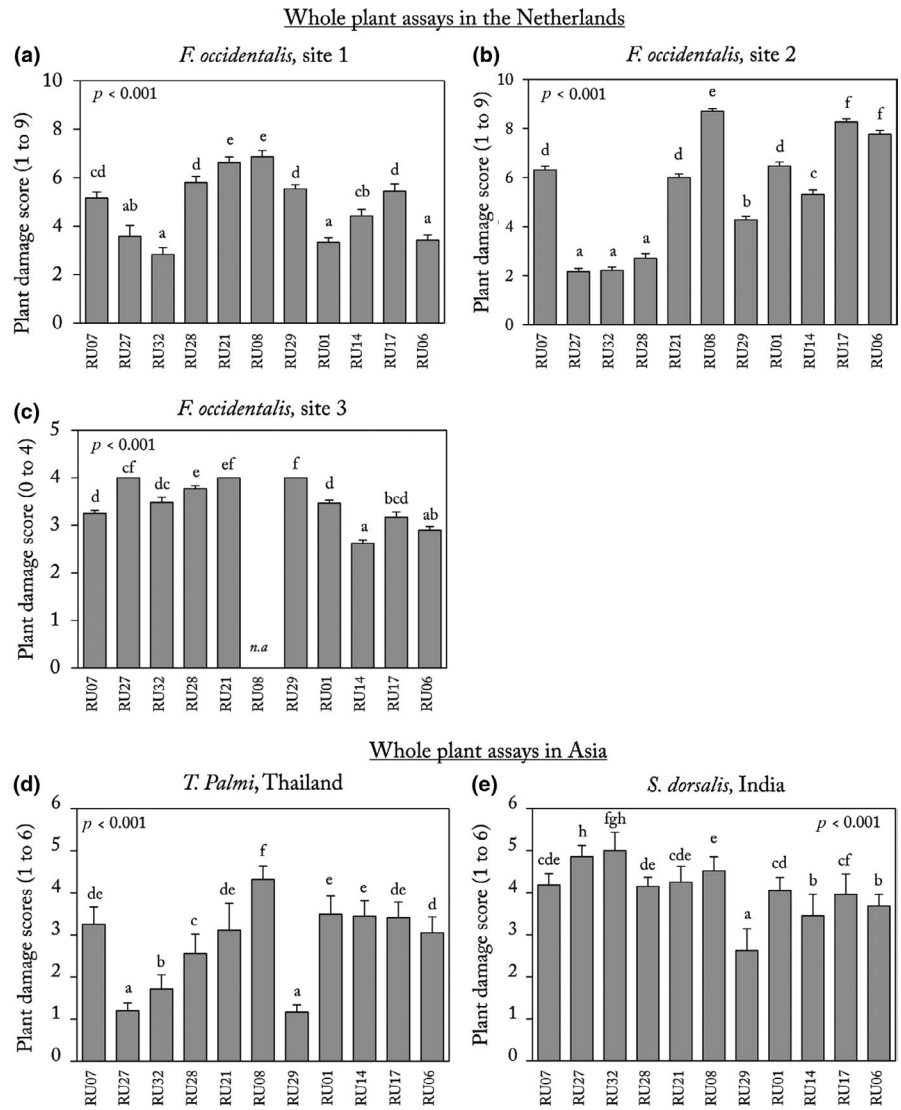 Whole plant assays in the Netherlands
(a)
F. occidentalis, site 1
Plant damage score (1 to 9)
10
8
6
4
2
0
p < 0.001
cd
ab
a
d
e
e
d
a
cb
d
a
RU07
RU27
RU32
RU28
RU21
RU08
RU29
RU01
RU14
RU17
RU06
(b)
F. occidentalis, site 2
Plant damage score (1 to 9)
10
8
6
4
2
0
p < 0.001
d
a
a
a
d
e
b
d
c
f
f
RU07
RU27
RU32
RU28
RU21
RU08
RU29
RU01
RU14
RU17
RU06
(c)
F. occidentalis, site 3
Plant damage score (0 to 4)
5
4
3
2
1
0
p < 0.001
d
cf
dc
e
ef
n.a
f
d
a
bcd
ab
RU07
RU27
RU32
RU28
RU21
RU08
RU29
RU01
RU14
RU17
RU06
Whole plant assays in Asia
(d)
T. Palmi, Thailand
Plant damage scores (1 to 6)
6
5
4
3
2
1
0
p < 0.001
de
a
b
c
de
f
a
e
e
de
d
RU07
RU27
RU32
RU28
RU21
RU08
RU29
RU01
RU14
RU17
RU06
(e)
S. dorsalis, India
Plant damage score (1 to 6)
6
5
4
3
2
1
0
p < 0.001
cde
h
fgh
de
cde
e
a
cd
b
cf
b
RU07
RU27
RU32
RU28
RU21
RU08
RU29
RU01
RU14
RU17
RU06